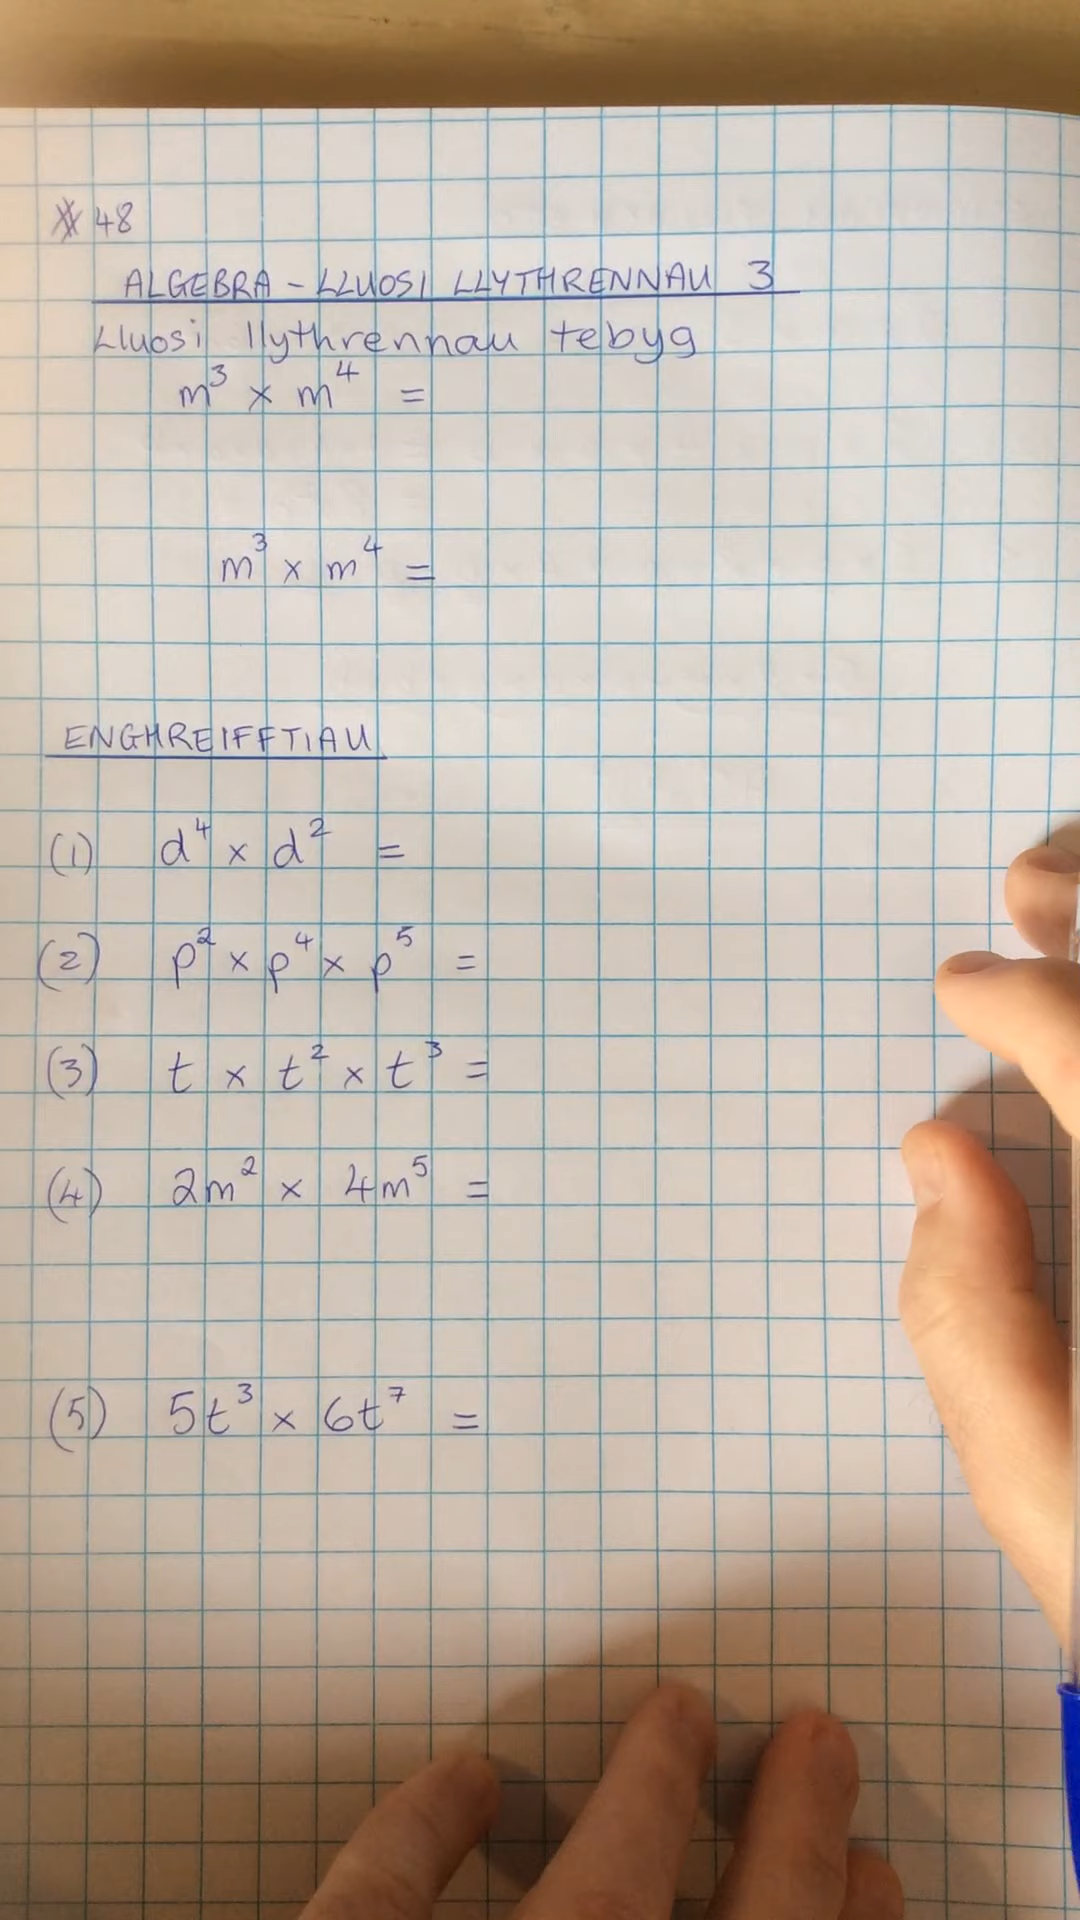 #48
ALGEBRA - LLUOSI LLYTHRENNAU 3
Lluosi llythrennau tebyg
m³ × m⁴ =
m³ × m⁴ =
ENGHREIFFTIAU
(1) d⁴ × d² =
(2) p² × p⁴ × p⁵ =
(3) t × t² × t³ =
(4) 2m² × 4m⁵ =
(5) 5t³ × 6t⁷ =